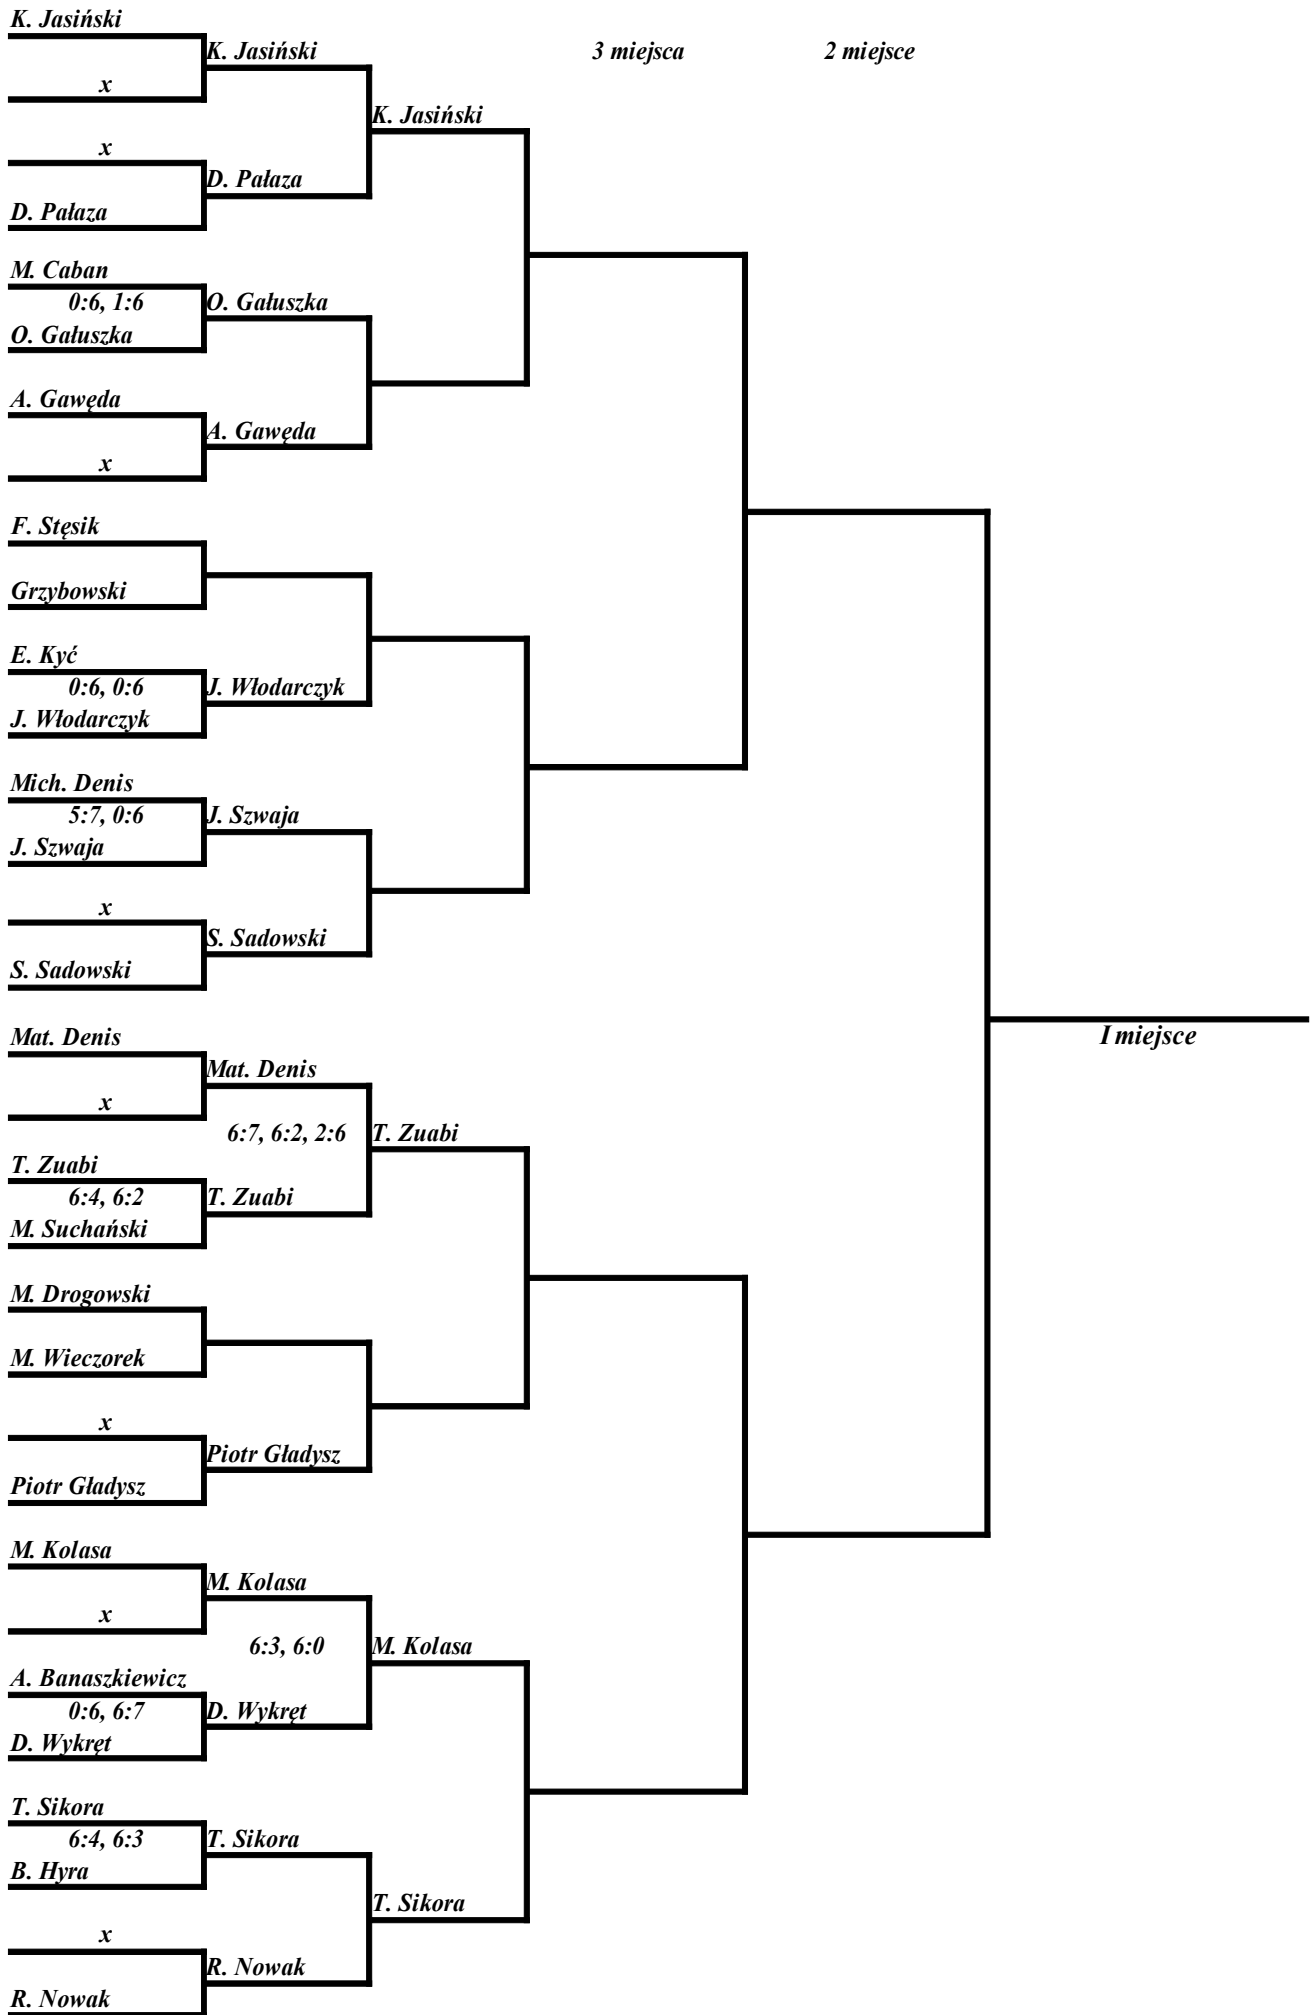 K. Jasiński
K. Jasiński
3 miejsca
2 miejsce
x
K. Jasiński
x
D. Pałaza
D. Pałaza
M. Caban
0:6, 1:6
O. Gałuszka
O. Gałuszka
A. Gawęda
A. Gawęda
x
F. Stęsik
Grzybowski
E. Kyć
0:6, 0:6
J. Włodarczyk
J. Włodarczyk
Mich. Denis
5:7, 0:6
J. Szwaja
J. Szwaja
x
S. Sadowski
S. Sadowski
I miejsce
Mat. Denis
Mat. Denis
x
6:7, 6:2, 2:6
T. Zuabi
T. Zuabi
6:4, 6:2
T. Zuabi
M. Suchański
M. Drogowski
M. Wieczorek
x
Piotr Gładysz
Piotr Gładysz
M. Kolasa
M. Kolasa
x
6:3, 6:0
M. Kolasa
A. Banaszkiewicz
0:6, 6:7
D. Wykręt
D. Wykręt
T. Sikora
6:4, 6:3
T. Sikora
B. Hyra
T. Sikora
x
R. Nowak
R. Nowak